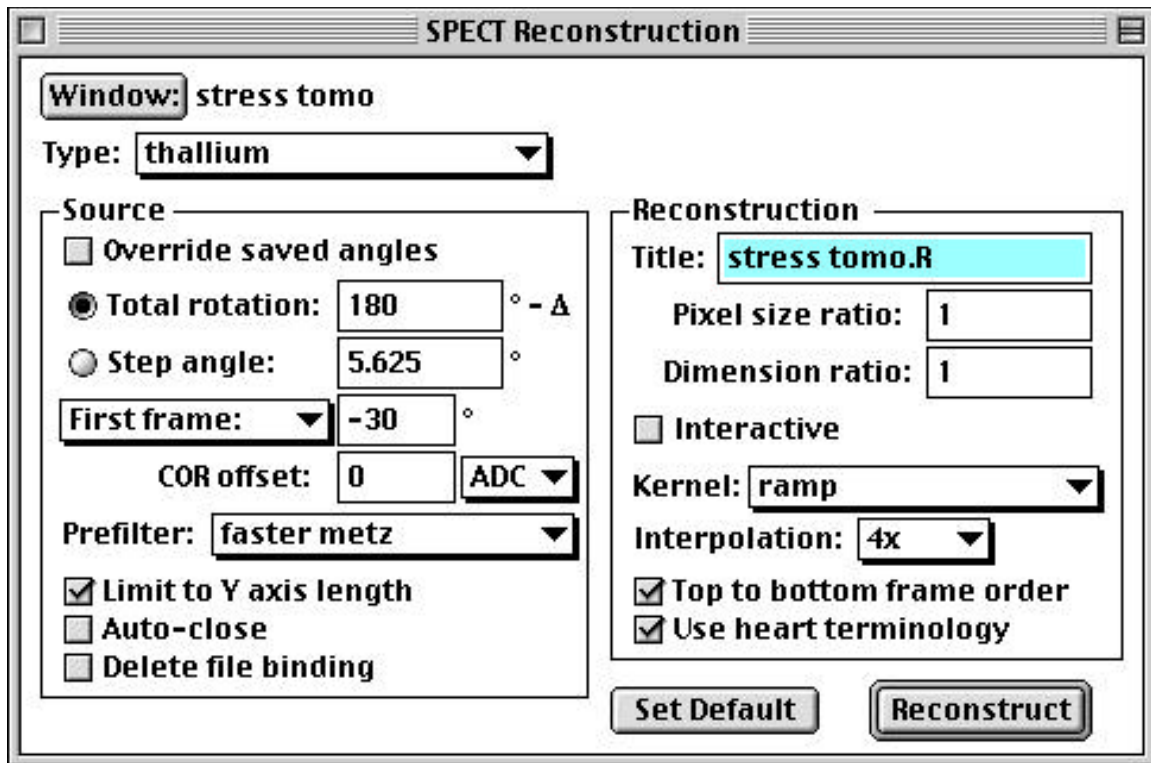 SPECT Reconstruction
Window: stress tomo
Type: thallium
Source
Override saved angles
Total rotation: 180 ° - Δ
Step angle: 5.625 °
First frame: -30 °
COR offset: 0 ADC
Prefilter: faster metz
Limit to Y axis length
Auto-close
Delete file binding
Reconstruction
Title: stress tomo.R
Pixel size ratio: 1
Dimension ratio: 1
Interactive
Kernel: ramp
Interpolation: 4x
Top to bottom frame order
Use heart terminology
Set Default
Reconstruct